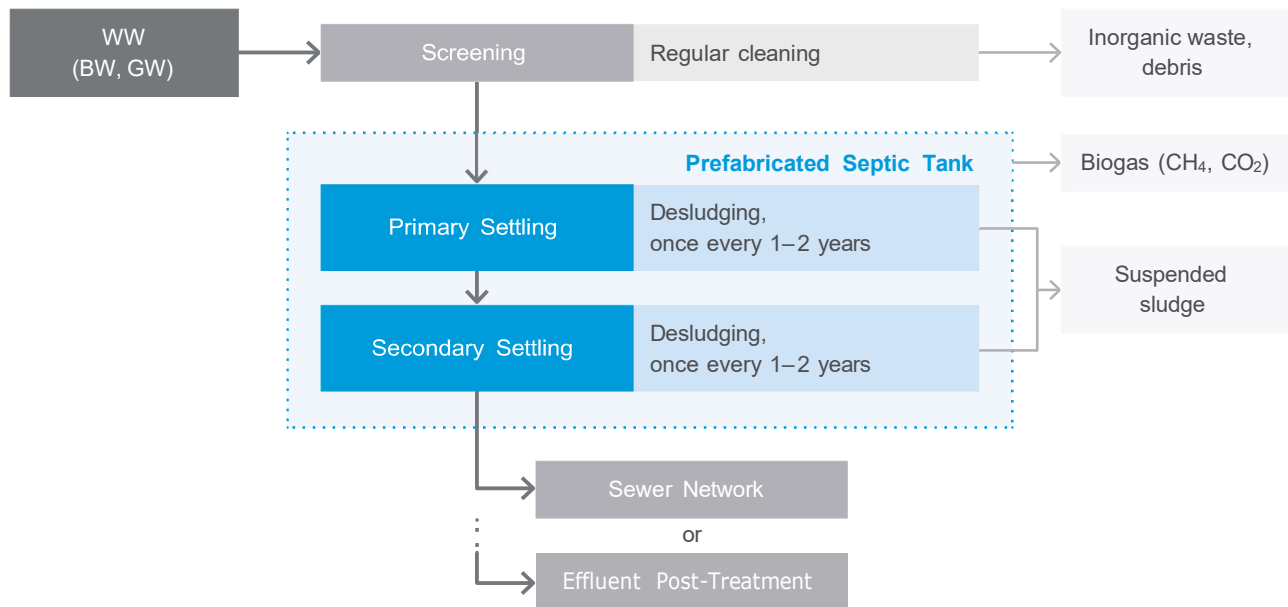 WW
(BW, GW)
Screening
Regular cleaning
Inorganic waste,
debris
Prefabricated Septic Tank
Biogas (CH₄, CO₂)
Primary Settling
Desludging,
once every 1–2 years
Suspended
sludge
Secondary Settling
Desludging,
once every 1–2 years
Sewer Network
or
Effluent Post-Treatment